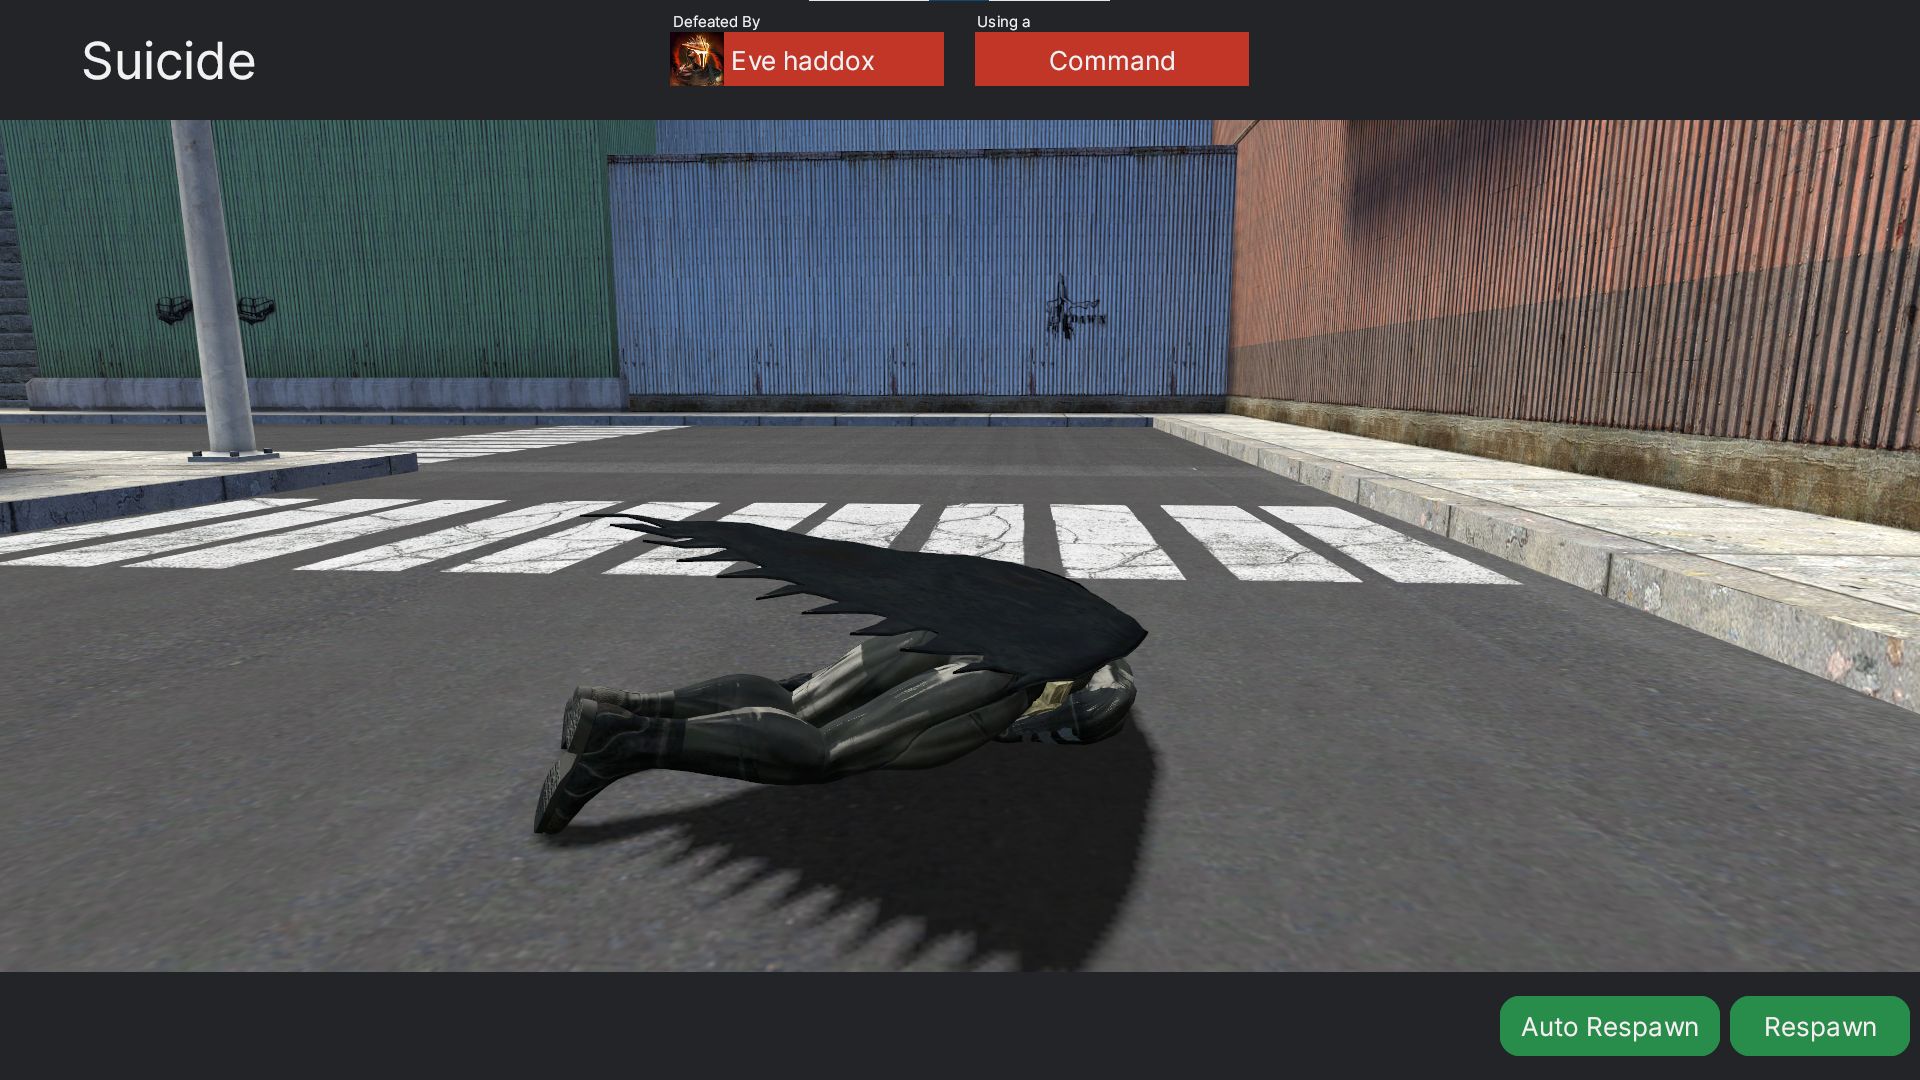 Suicide
Defeated By
Eve haddox
Using a
Command
Auto Respawn
Respawn